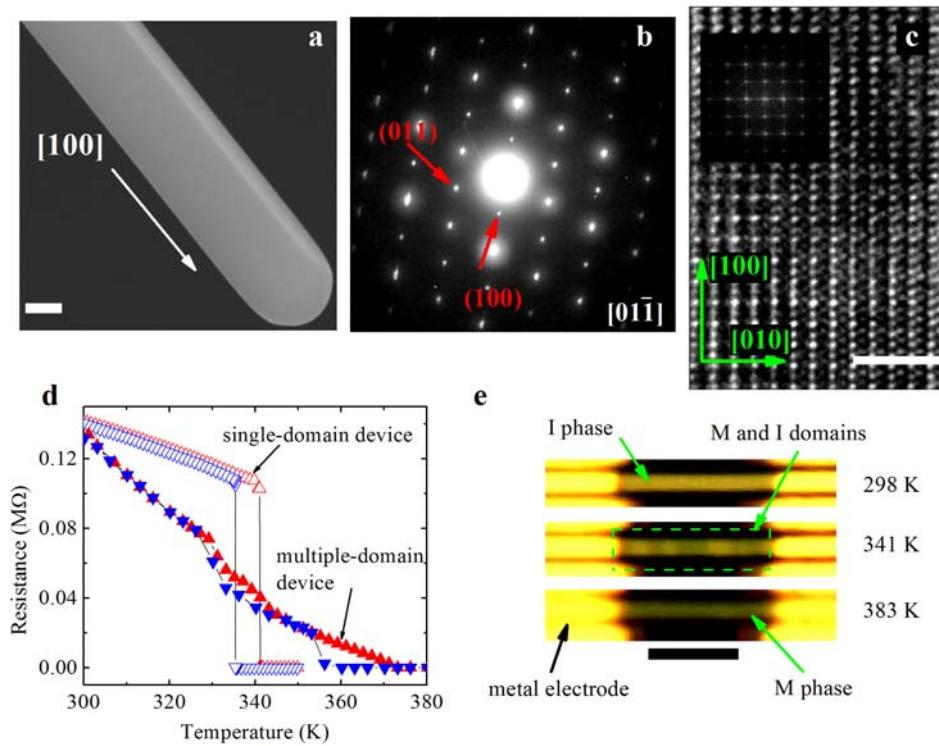 a
[100]
b
(011)
(100)
[011̄]
c
[100]
[010]
d
Resistance (MΩ)
0.12
0.08
0.04
0.00
single-domain device
multiple-domain
device
300
320
340
360
380
Temperature (K)
e
I phase
M and I domains
298 K
341 K
383 K
metal electrode
M phase